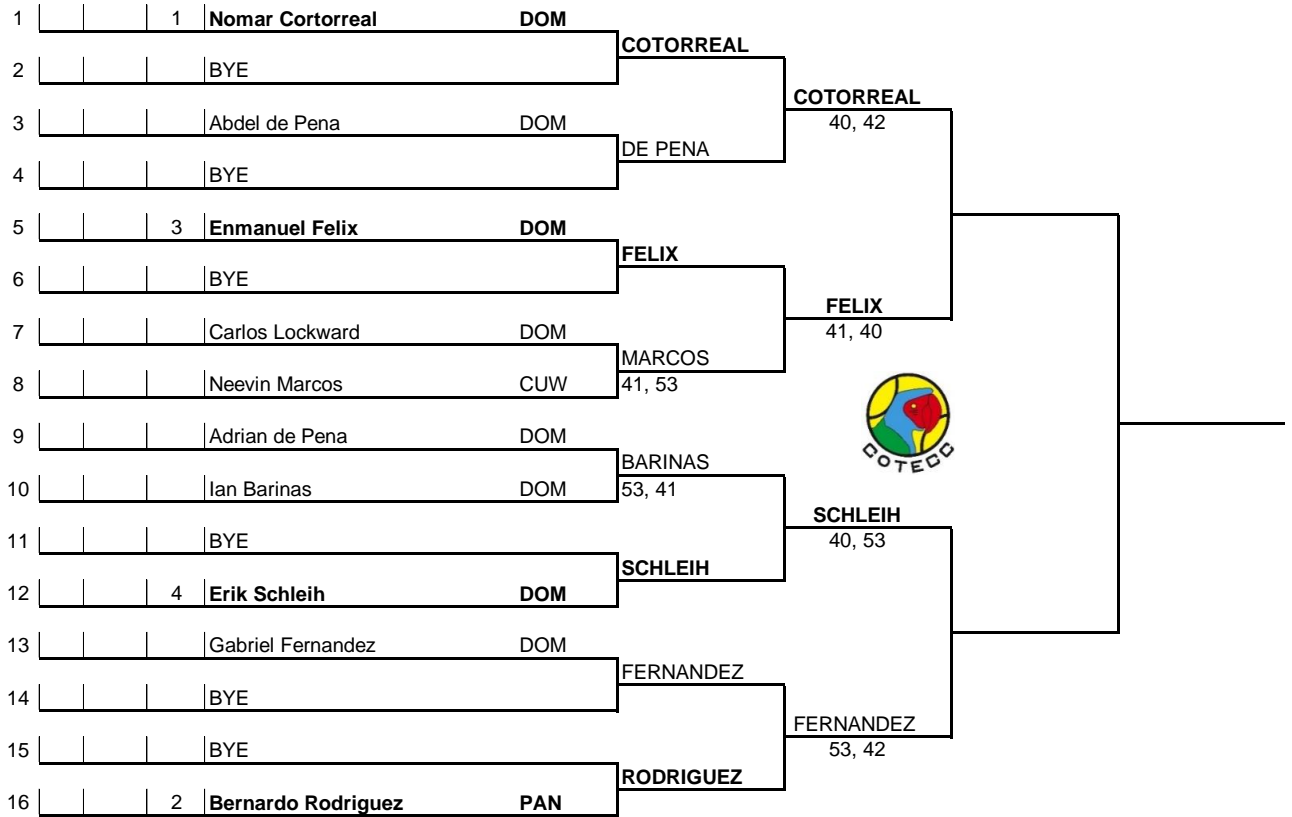 1 1 Nomar Cortorreal DOM
COTORREAL
2 BYE
COTORREAL
3 Abdel de Pena DOM 40, 42
DE PENA
4 BYE
5 3 Enmanuel Felix DOM
FELIX
6 BYE
FELIX
7 Carlos Lockward DOM 41, 40
MARCOS
8 Neevin Marcos CUW 41, 53
9 Adrian de Pena DOM
COTECC
BARINAS
10 Ian Barinas DOM 53, 41
SCHLEIH
11 BYE 40, 53
SCHLEIH
12 4 Erik Schleih DOM
13 Gabriel Fernandez DOM
FERNANDEZ
14 BYE
FERNANDEZ
15 BYE 53, 42
RODRIGUEZ
16 2 Bernardo Rodriguez PAN